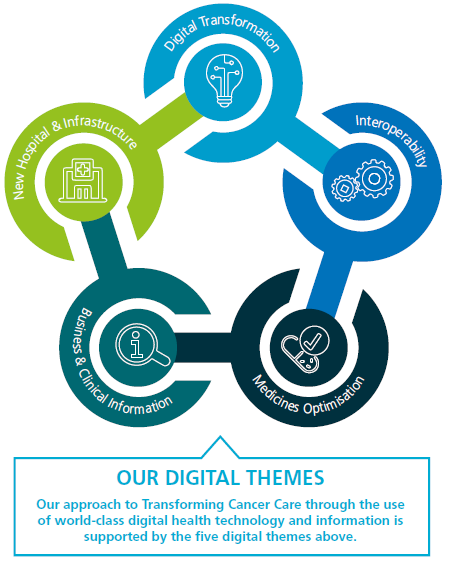 Digital Transformation
New Hospital & Infrastructure
Interoperability
Business & Clinical Information
Medicines Optimisation
OUR DIGITAL THEMES
Our approach to Transforming Cancer Care through the use
of world-class digital health technology and information is
supported by the five digital themes above.